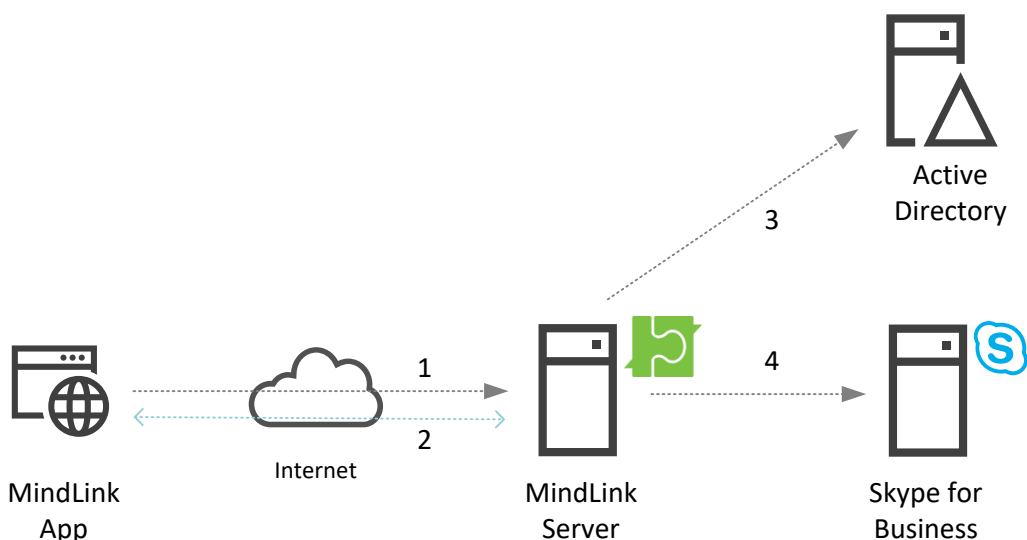 Active
Directory
3
1
4
S
2
Internet
MindLink
App
MindLink
Server
Skype for
Business